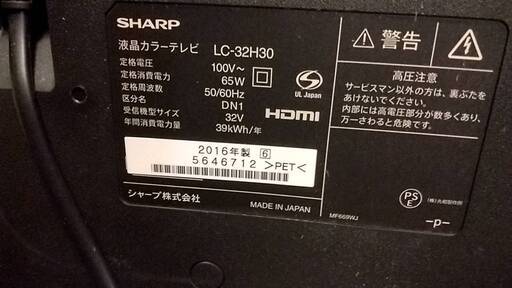 SHARP
液晶カラーテレビ LC-32H30
定格電圧 100V～
定格消費電力 65W
定格周波数 50/60Hz
区分名 DN1
受信機型サイズ 32V
年間消費電力量 39kWh/年
UL Japan
HDMI
2016年製 6
5646712 >PET<
シャープ株式会社
MADE IN JAPAN
警告
高圧注意
サービスマン以外の方は、裏ぶたを
あけないでください。
内部には高電圧部分が数多くあり、
万一さわると危険です。
PS
E
MF669WJ
-p-